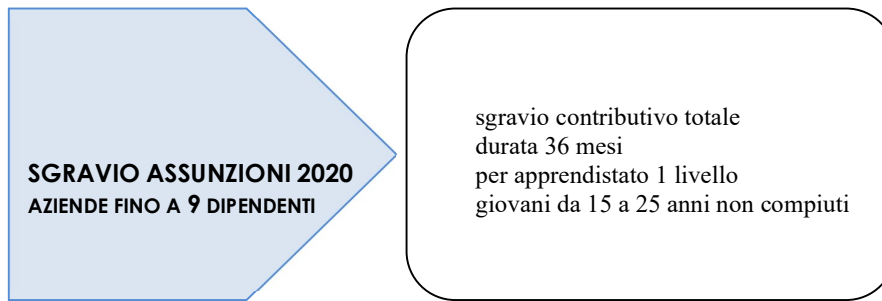 SGRAVIO ASSUNZIONI 2020
AZIENDE FINO A 9 DIPENDENTI
sgravio contributivo totale
durata 36 mesi
per apprendistato 1 livello
giovani da 15 a 25 anni non compiuti